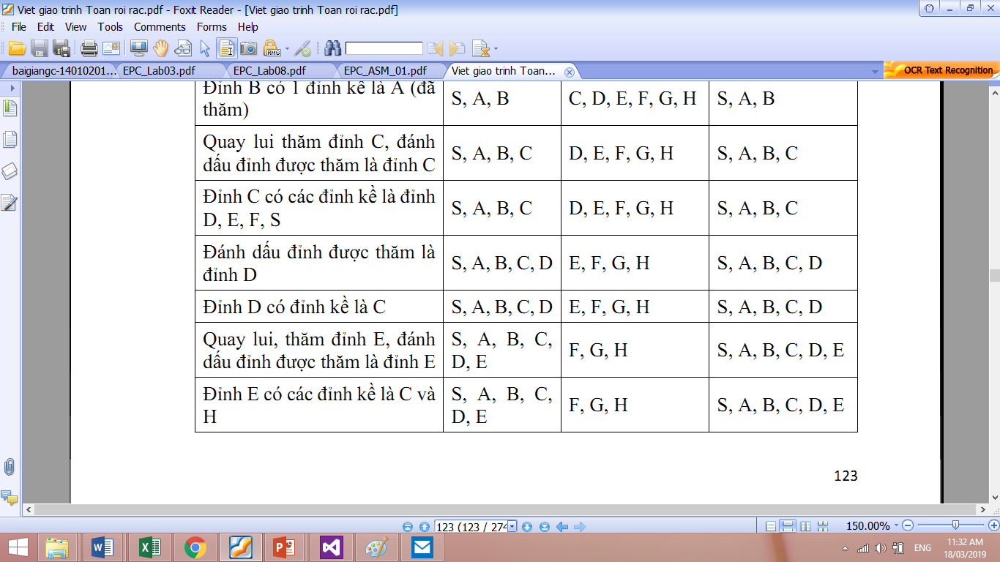 Viet giao trinh Toan roi rac.pdf - Foxit Reader - [Viet giao trinh Toan roi rac.pdf]
File Edit View Tools Comments Forms Help
RMS
baigiangc-14010201... EPC_Lab03.pdf EPC_Lab08.pdf EPC_ASM_01.pdf Viet giao trinh Toan... OCR Text Recognition
Đỉnh B có 1 đỉnh kề là A (đã
thăm)
S, A, B
C, D, E, F, G, H
S, A, B
Quay lui thăm đỉnh C, đánh
dấu đỉnh được thăm là đỉnh C
S, A, B, C
D, E, F, G, H
S, A, B, C
Đỉnh C có các đỉnh kề là đỉnh
D, E, F, S
S, A, B, C
D, E, F, G, H
S, A, B, C
Đánh dấu đỉnh được thăm là
đỉnh D
S, A, B, C, D
E, F, G, H
S, A, B, C, D
Đỉnh D có đỉnh kề là C
S, A, B, C, D
E, F, G, H
S, A, B, C, D
Quay lui, thăm đỉnh E, đánh
dấu đỉnh được thăm là đỉnh E
S, A, B, C,
D, E
F, G, H
S, A, B, C, D, E
Đỉnh E có các đỉnh kề là C và
H
S, A, B, C,
D, E
F, G, H
S, A, B, C, D, E
123
123 (123 / 274
150.00%
ENG
11:32 AM
18/03/2019